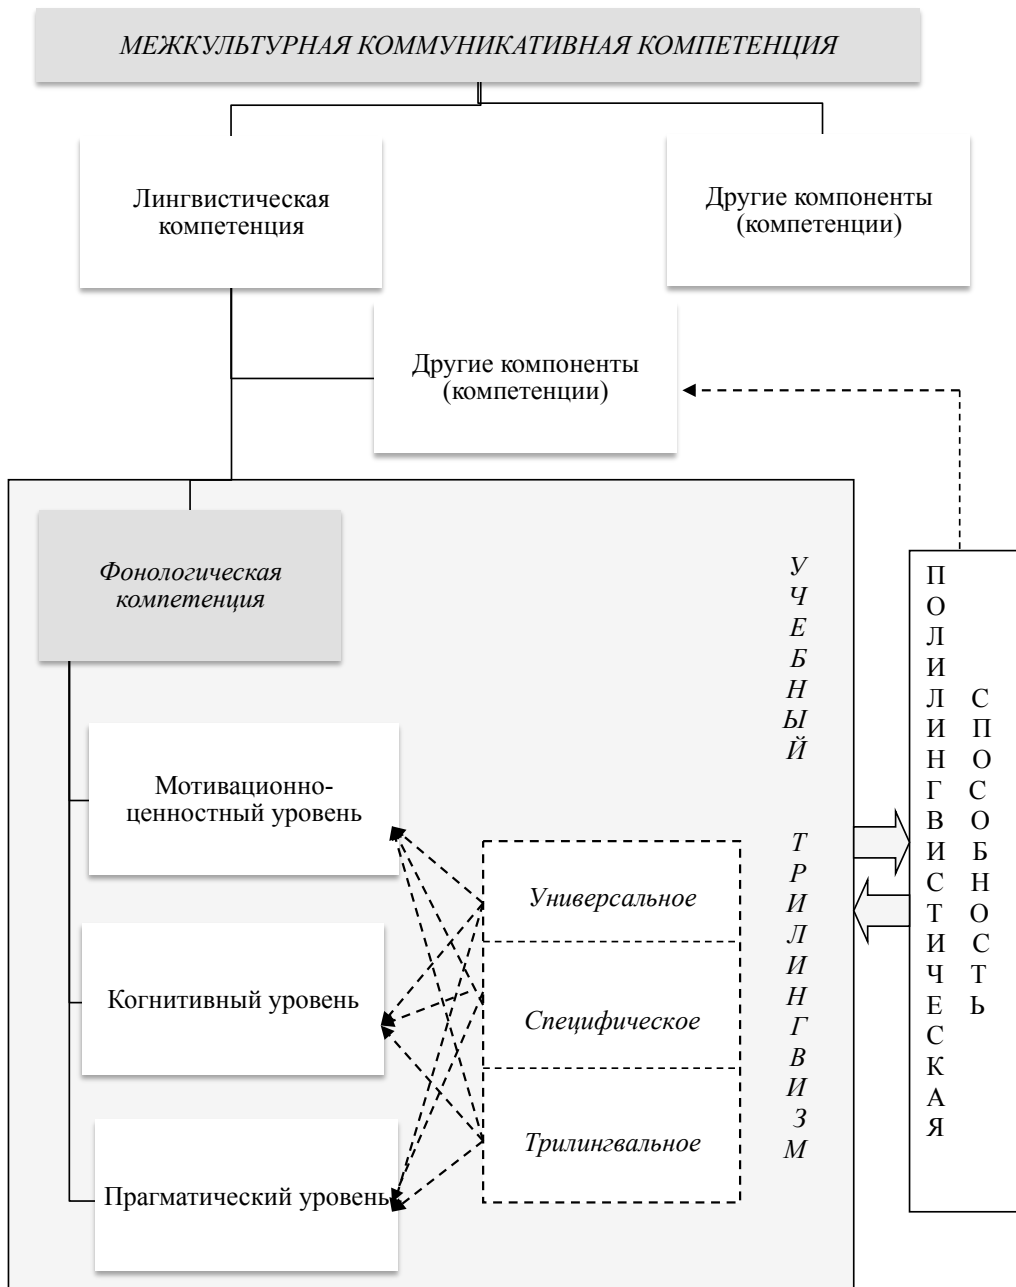 МЕЖКУЛЬТУРНАЯ КОММУНИКАТИВНАЯ КОМПЕТЕНЦИЯ
Лингвистическая
компетенция
Другие компоненты
(компетенции)
Другие компоненты
(компетенции)
Фонологическая
компетенция
Мотивационно-
ценностный уровень
Когнитивный уровень
Прагматический уровень
Универсальное
Специфическое
Трилингвальное
УЧЕБНЫЙ ТРИЛИНГВИЗМ
ПОЛИЛИНГВИСТИЧЕСКАЯ
СПОСОБНОСТЬ